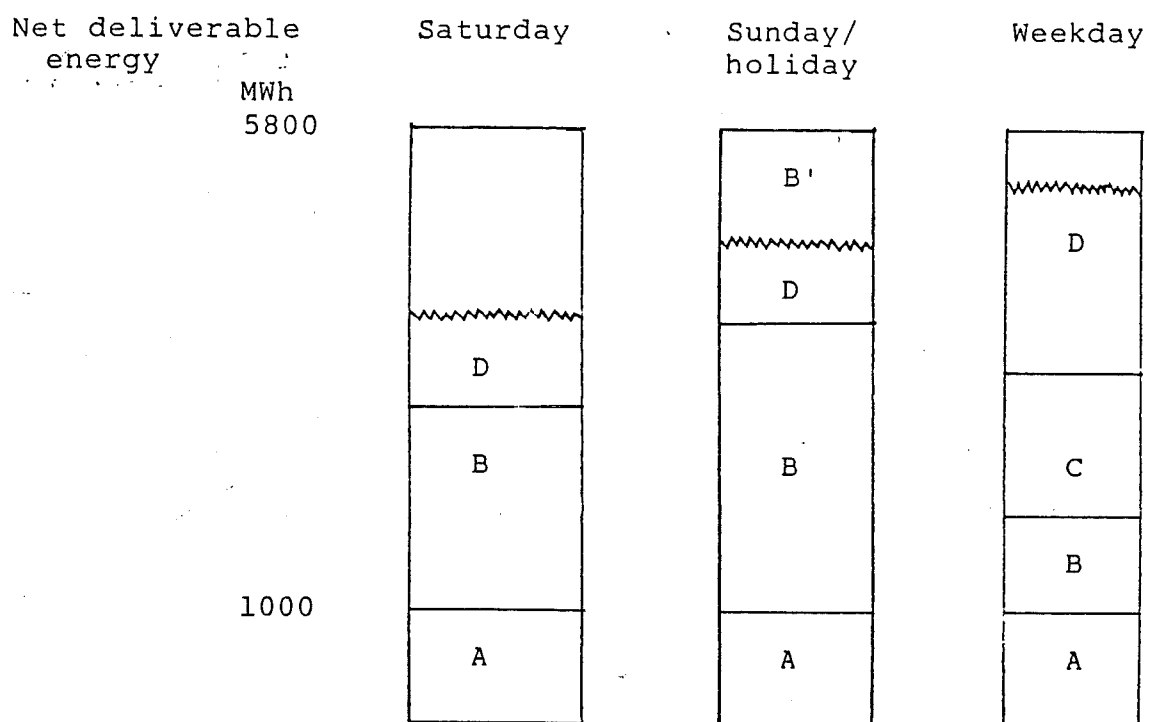 Net deliverable energy
MWh
5800
1000
Saturday
D
B
A
Sunday/
holiday
B'
D
B
A
Weekday
D
C
B
A